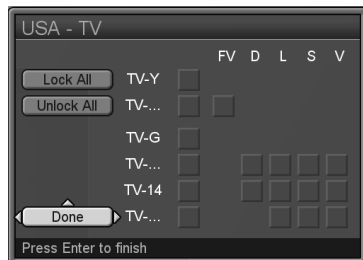 USA - TV
FV D L S V
Lock All TV-Y
Unlock All TV-...
TV-G
TV-...
TV-14
Done TV-...
Press Enter to finish